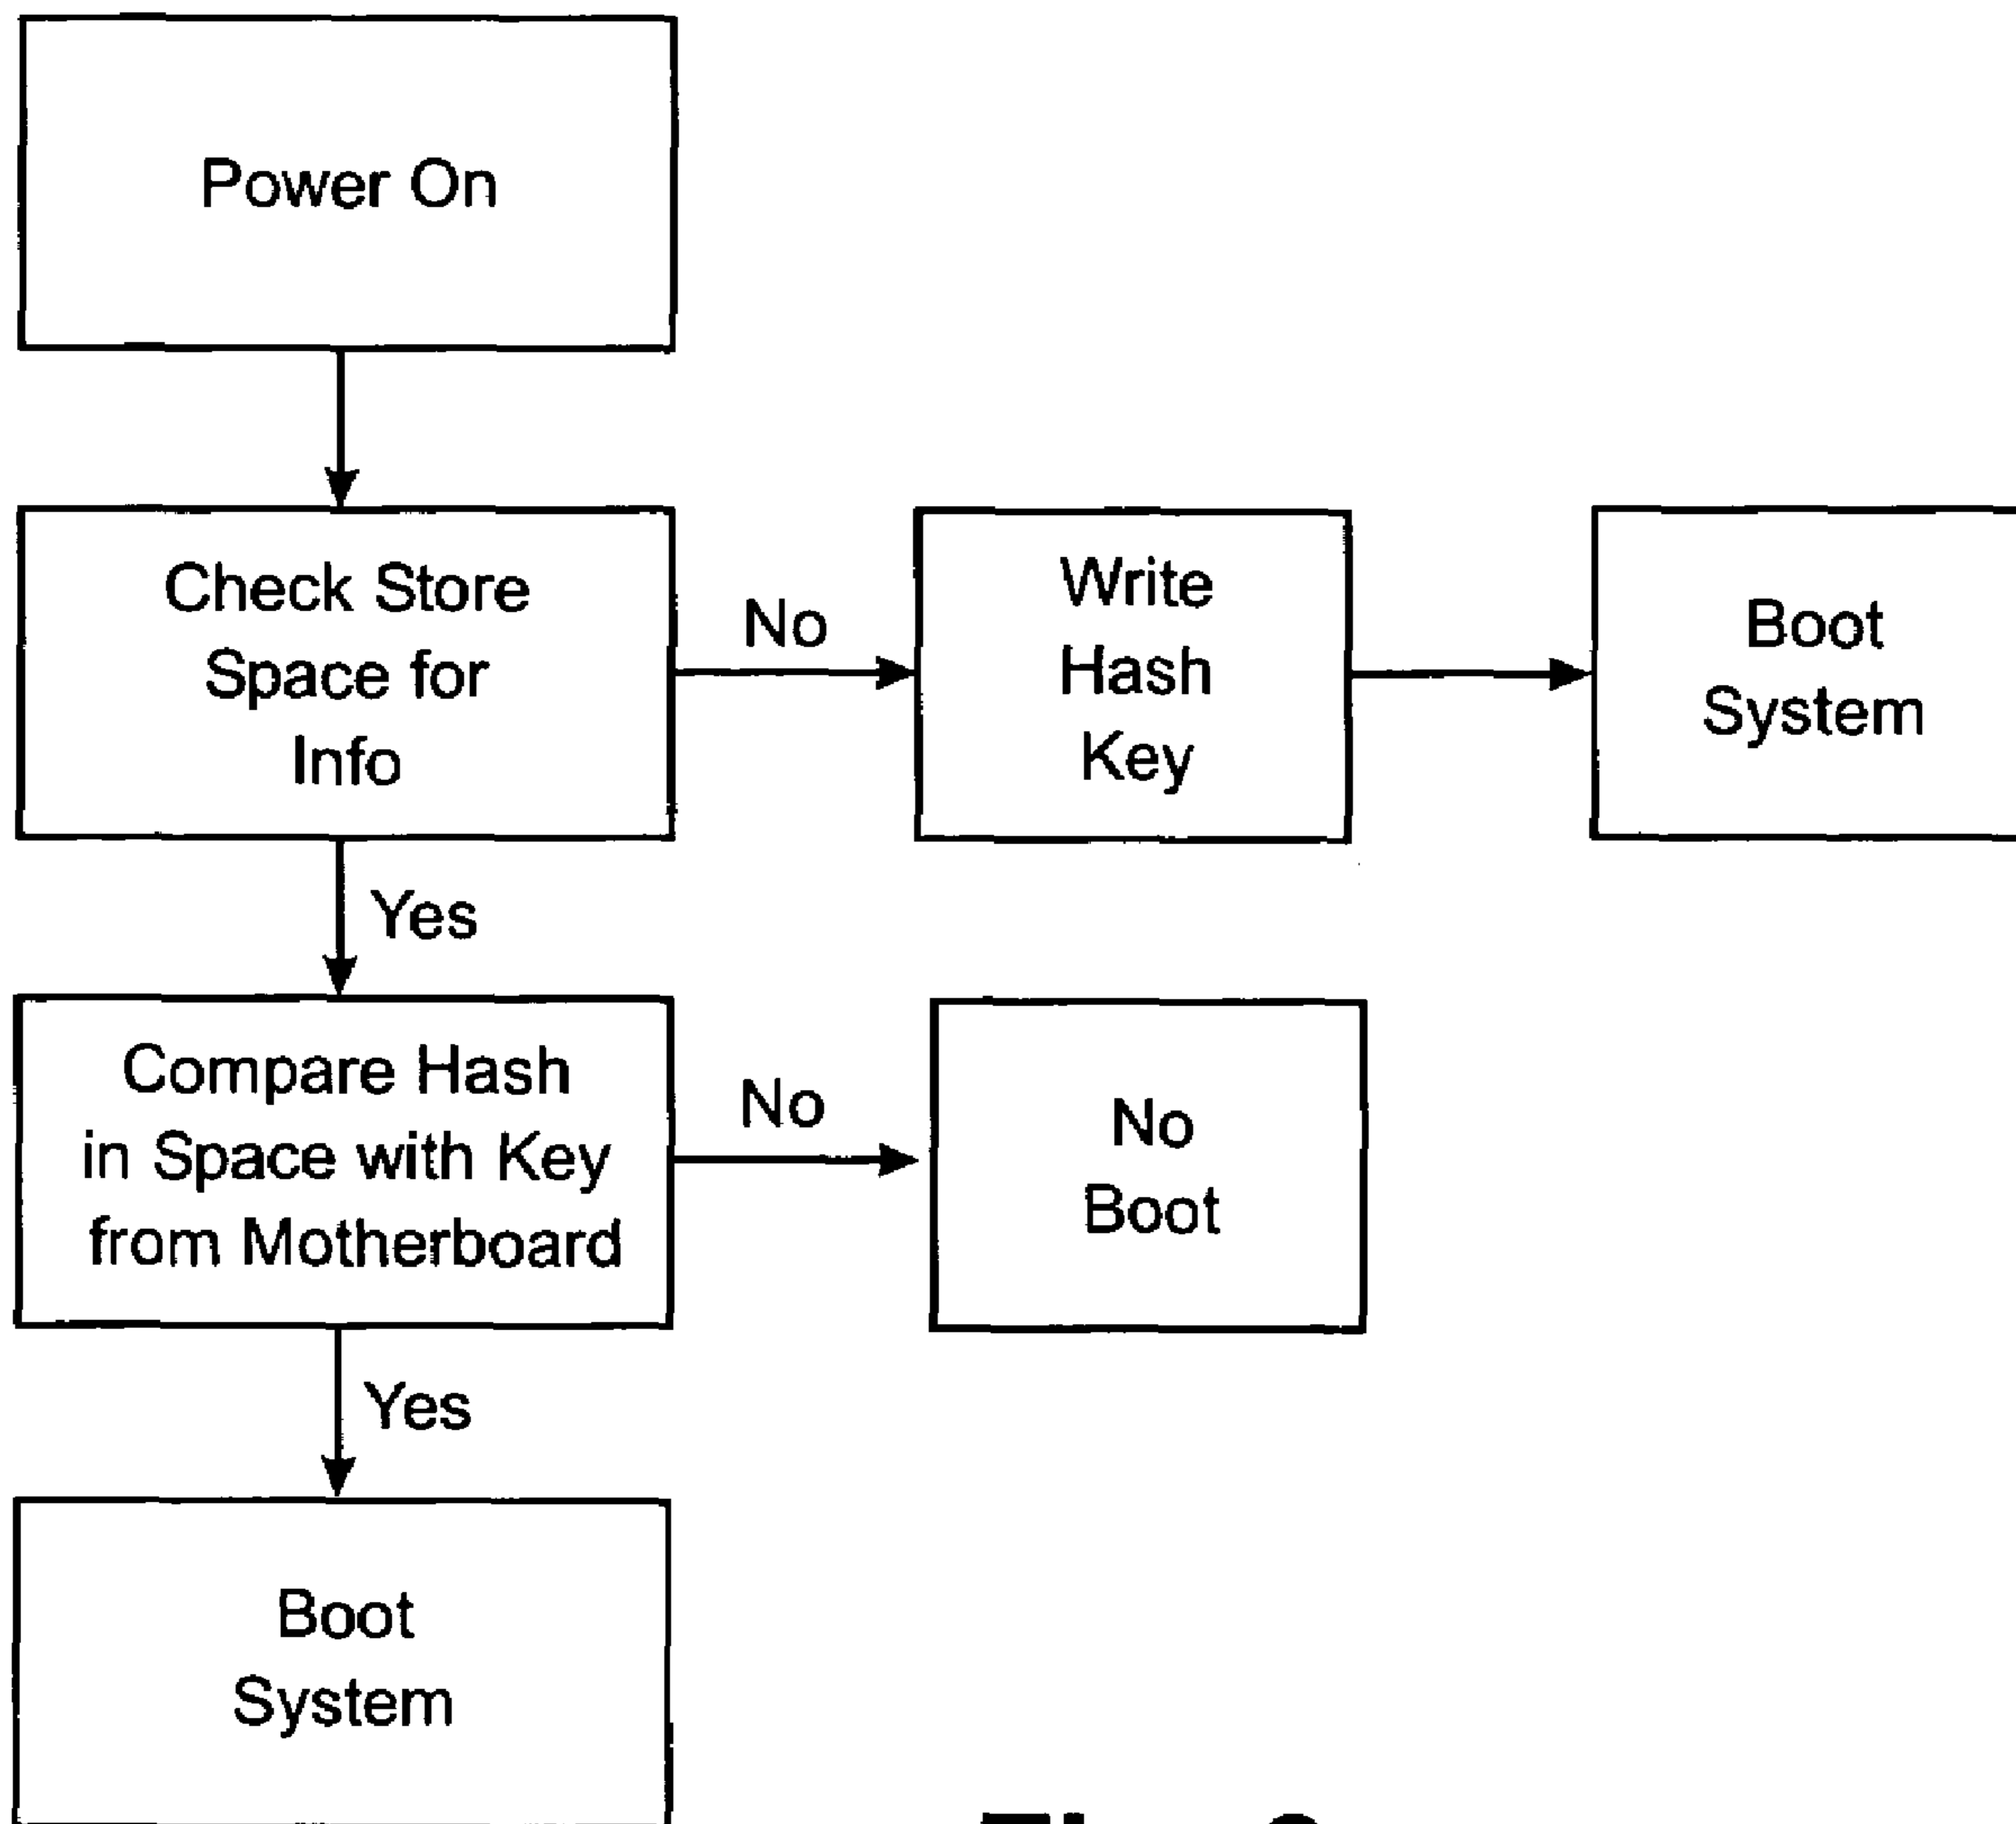 Power On
Check Store
Space for
Info
No
Write
Hash
Key
Boot
System
Yes
Compare Hash
in Space with Key
from Motherboard
No
No
Boot
Yes
Boot
System